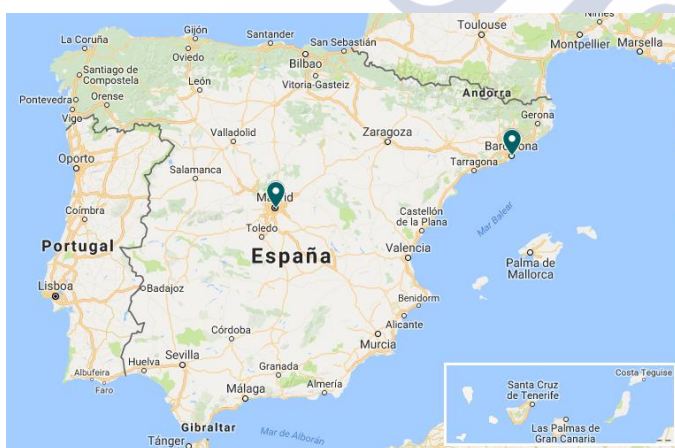 Toulouse
Nimes
Gijón
La Coruña
Santander
San Sebastián
Montpellier
Marsella
Oviedo
Bilbao
Santiago de
Compostela
León
Vitoria-Gasteiz
Andorra
Pontevedra
Orense
Vigo
Gerona
Valladolid
Zaragoza
Barcelona
Oporto
Salamanca
Tarragona
Madrid
Coímbra
Toledo
Castellón
de la Plana
Mar Balear
Portugal
España
Valencia
Palma de
Mallorca
Lisboa
Badajoz
Benidorm
Alicante
Córdoba
Murcia
Huelva
Sevilla
Albufeira
Faro
Granada
Almería
Málaga
Gibraltar
Mar de Alborán
Tánger
Costa Teguise
Santa Cruz
de Tenerife
Las Palmas de
Gran Canaria